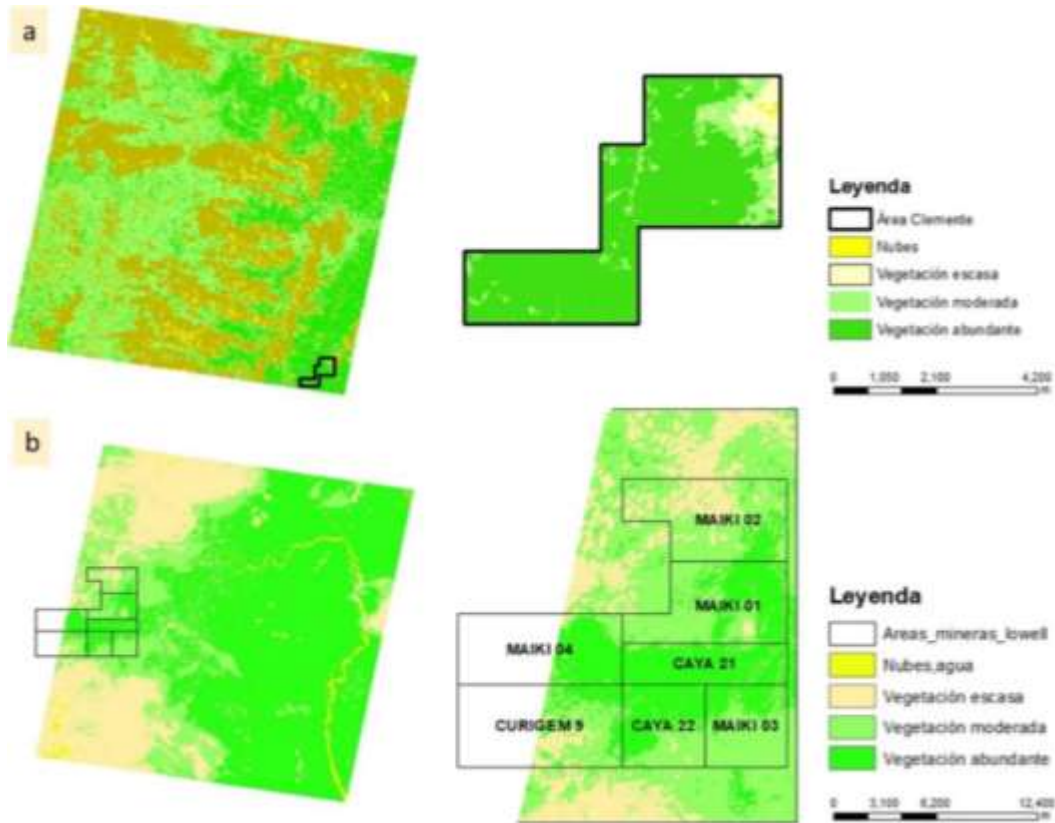 a
Leyenda
Área Clemente
Nubes
Vegetación escasa
Vegetación moderada
Vegetación abundante
0 1,050 2,100 4,200
m
b
MAIKI 02
MAIKI 01
MAIKI 04
CAYA 21
CURIGEM 9
CAYA 22
MAIKI 03
Leyenda
Areas_mineras_lowell
Nubes,agua
Vegetación escasa
Vegetación moderada
Vegetación abundante
0 3,100 6,200 12,400
m